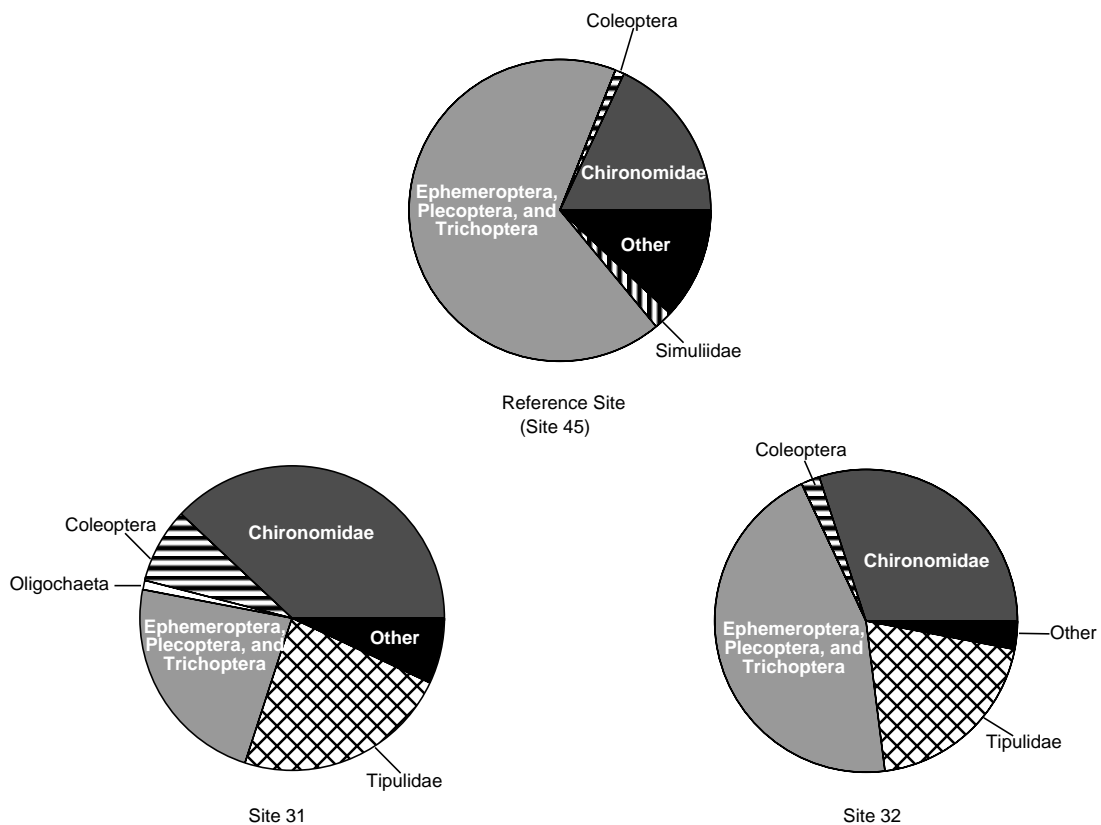 Coleoptera
Chironomidae
Ephemeroptera,
Plecoptera, and
Trichoptera
Other
Simuliidae
Reference Site
(Site 45)
Coleoptera
Chironomidae
Oligochaeta
Ephemeroptera,
Plecoptera, and
Trichoptera
Other
Tipulidae
Site 31
Coleoptera
Chironomidae
Ephemeroptera,
Plecoptera, and
Trichoptera
Other
Tipulidae
Site 32